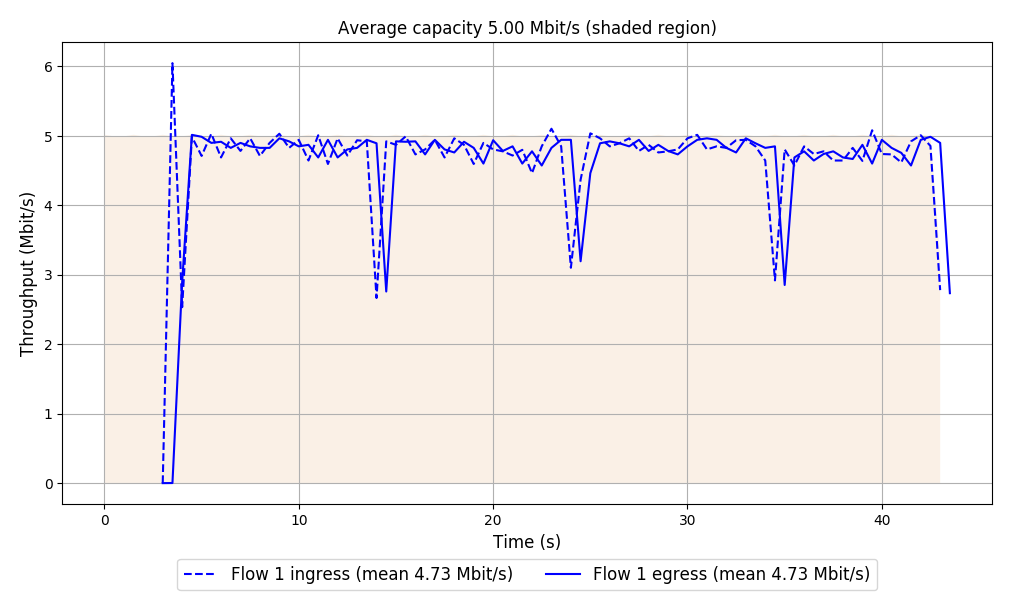 Average capacity 5.00 Mbit/s (shaded region)
6
5
4
3
2
1
0
Throughput (Mbit/s)
0 10 20 30 40
Time (s)
Flow 1 ingress (mean 4.73 Mbit/s) Flow 1 egress (mean 4.73 Mbit/s)